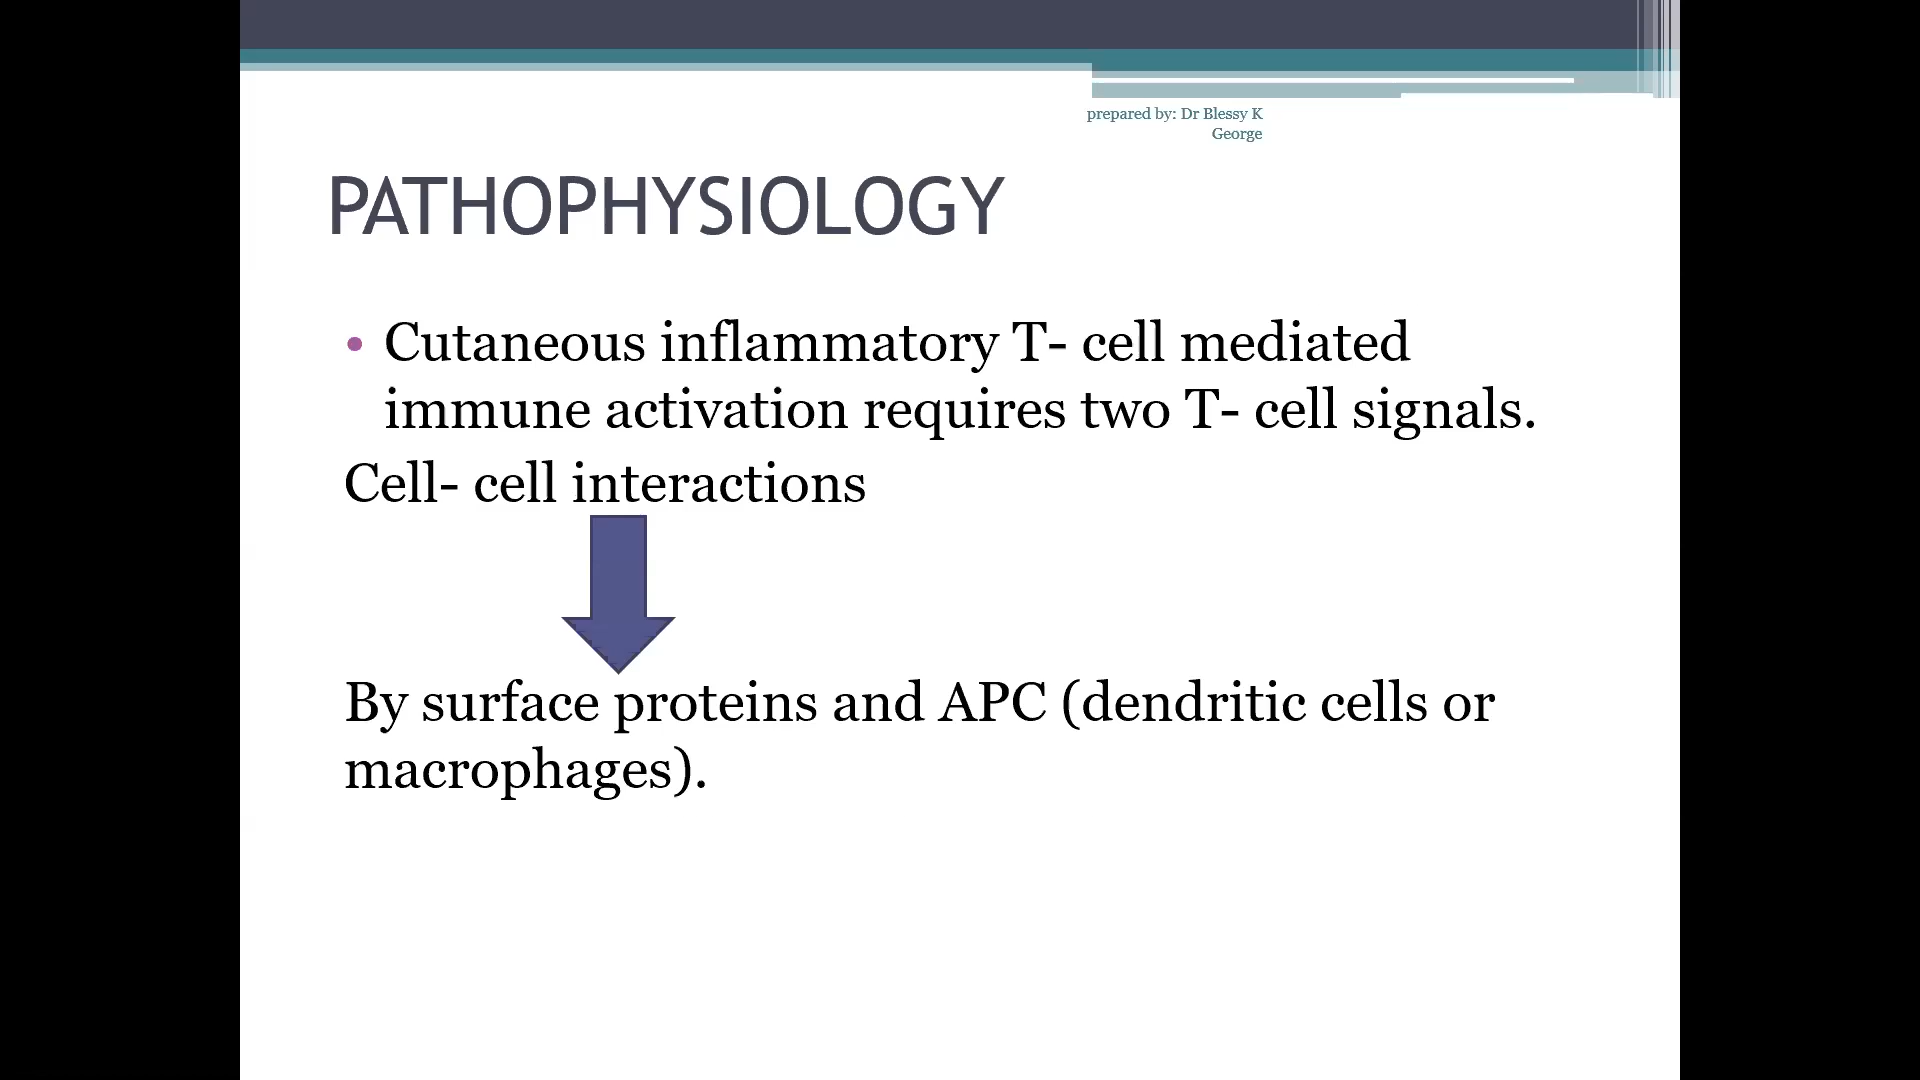 prepared by: Dr Blessy K
George
PATHOPHYSIOLOGY
• Cutaneous inflammatory T- cell mediated
immune activation requires two T- cell signals.
Cell- cell interactions
By surface proteins and APC (dendritic cells or
macrophages).